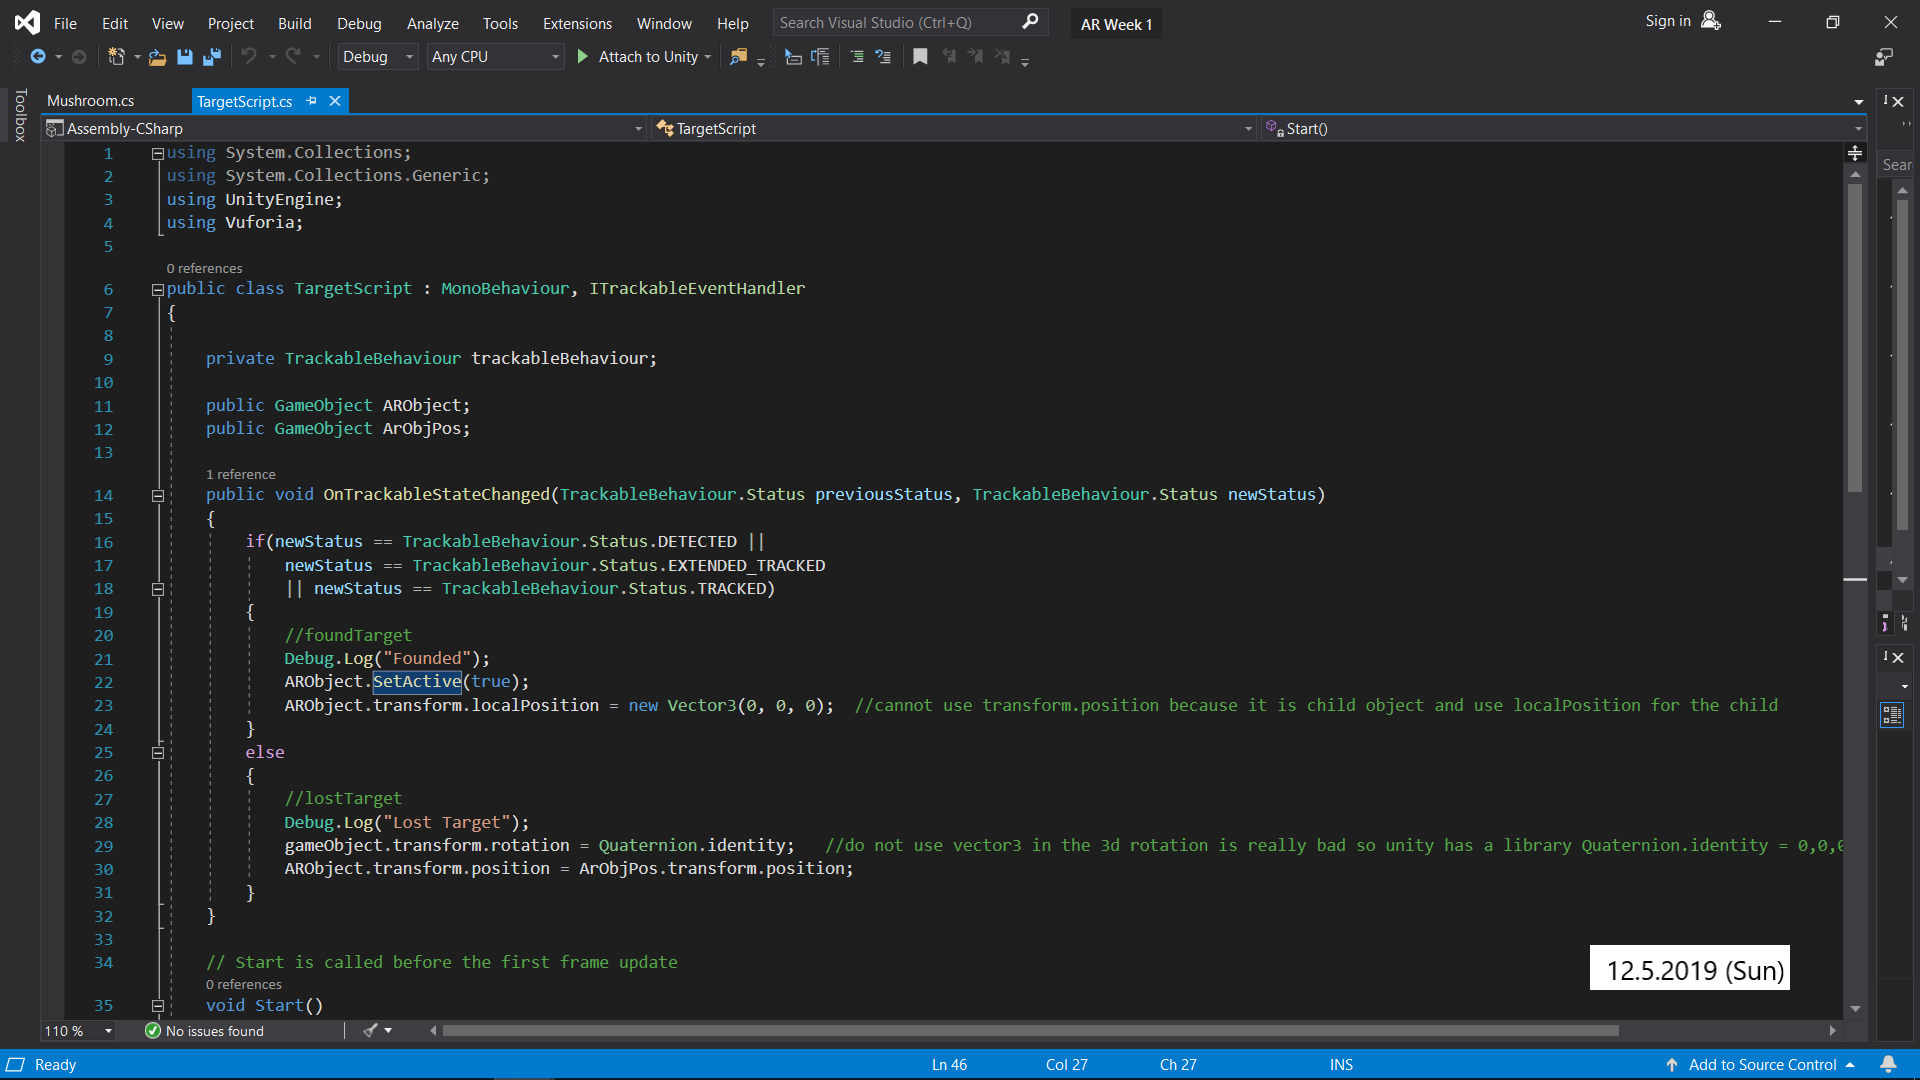 File Edit View Project Build Debug Analyze Tools Extensions Window Help Search Visual Studio (Ctrl+Q) AR Week 1 Sign in
Debug Any CPU Attach to Unity
Toolbox
Mushroom.cs TargetScript.cs
Assembly-CSharp TargetScript Start()
1 using System.Collections;
2 using System.Collections.Generic;
Sear
3 using UnityEngine;
4 using Vuforia;
5
0 references
6 public class TargetScript : MonoBehaviour, ITrackableEventHandler
7 {
8
9 private TrackableBehaviour trackableBehaviour;
10
11 public GameObject ARObject;
12 public GameObject ArObjPos;
13
1 reference
14 public void OnTrackableStateChanged(TrackableBehaviour.Status previousStatus, TrackableBehaviour.Status newStatus)
15 {
16 if(newStatus == TrackableBehaviour.Status.DETECTED ||
17 newStatus == TrackableBehaviour.Status.EXTENDED_TRACKED
18 || newStatus == TrackableBehaviour.Status.TRACKED)
19 {
20 //foundTarget
21 Debug.Log("Founded");
22 ARObject.SetActive(true);
23 ARObject.transform.localPosition = new Vector3(0, 0, 0); //cannot use transform.position because it is child object and use localPosition for the child
24 }
25 else
26 {
27 //lostTarget
28 Debug.Log("Lost Target");
29 gameObject.transform.rotation = Quaternion.identity; //do not use vector3 in the 3d rotation is really bad so unity has a library Quaternion.identity = 0,0,0
30 ARObject.transform.position = ArObjPos.transform.position;
31 }
32 }
33
34 // Start is called before the first frame update
12.5.2019 (Sun)
0 references
35 void Start()
110 % No issues found
Ready Ln 46 Col 27 Ch 27 INS Add to Source Control